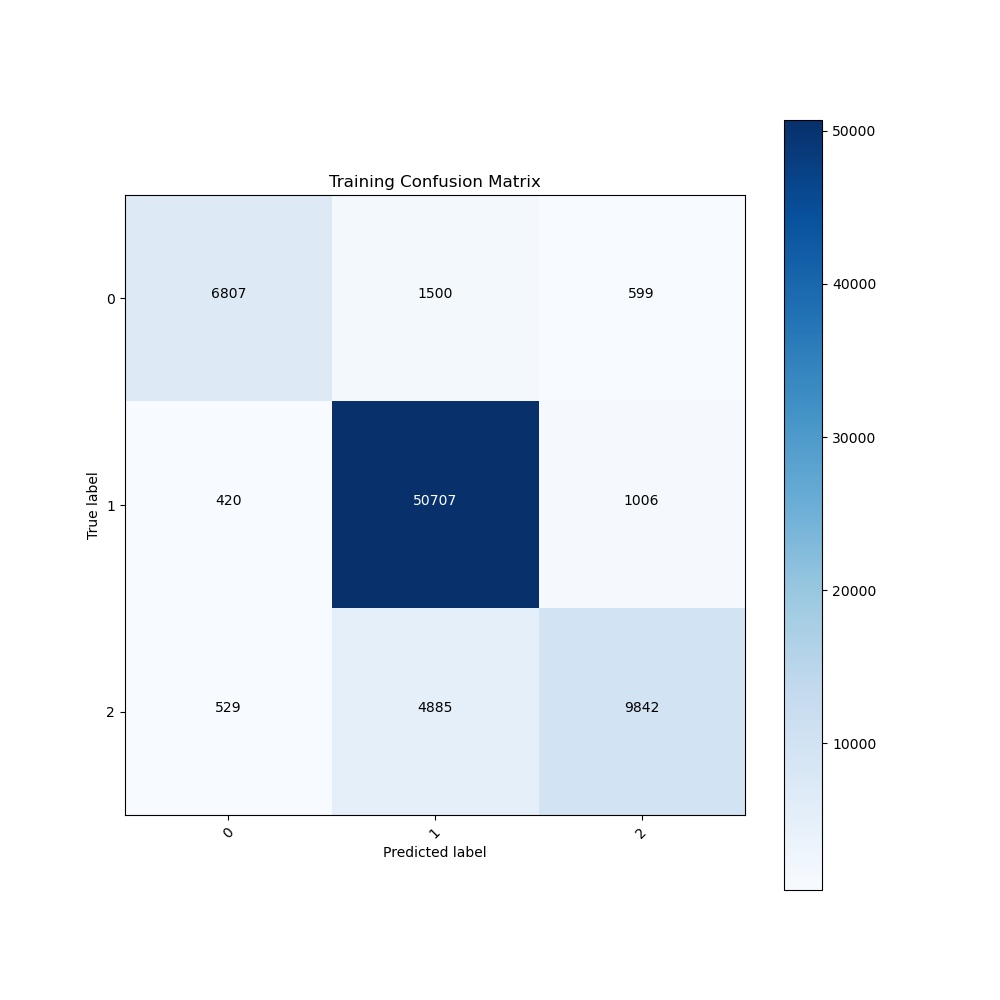 Training Confusion Matrix
0 6807 1500 599
1 420 50707 1006
2 529 4885 9842
0 1 2
Predicted label
True label
50000
40000
30000
20000
10000